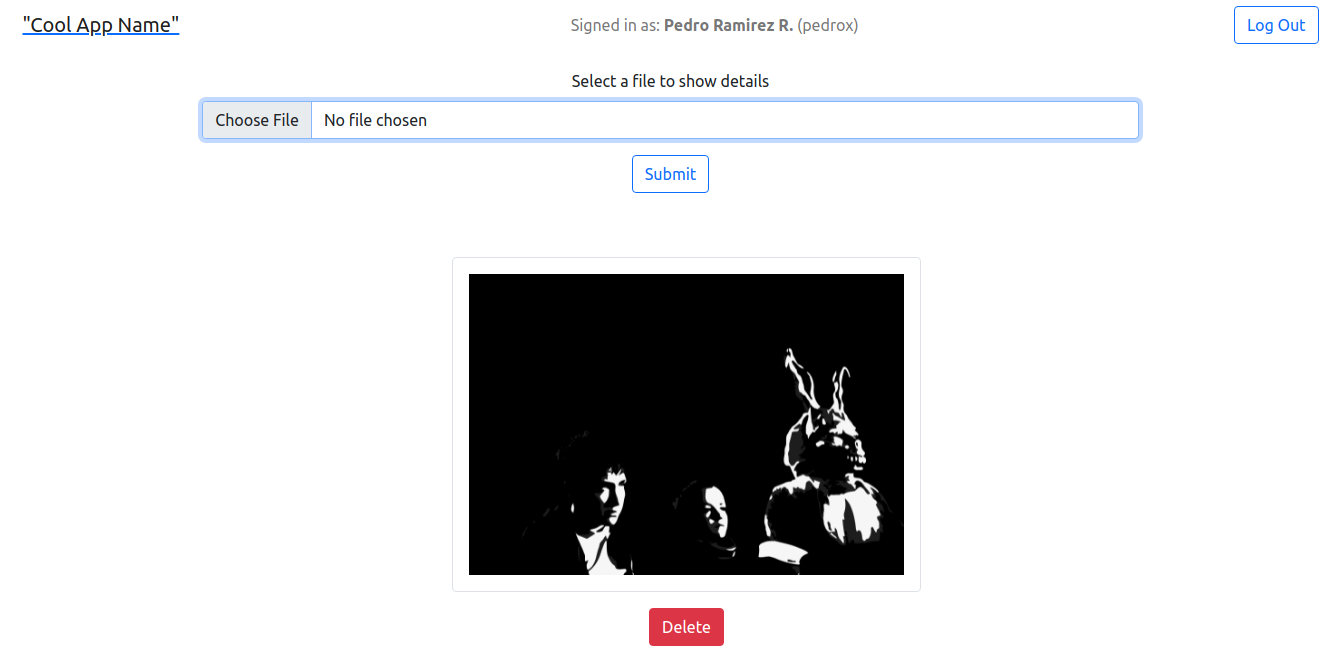 "Cool App Name"
Signed in as: Pedro Ramirez R. (pedrox)
Log Out
Select a file to show details
Choose File
No file chosen
Submit
Delete